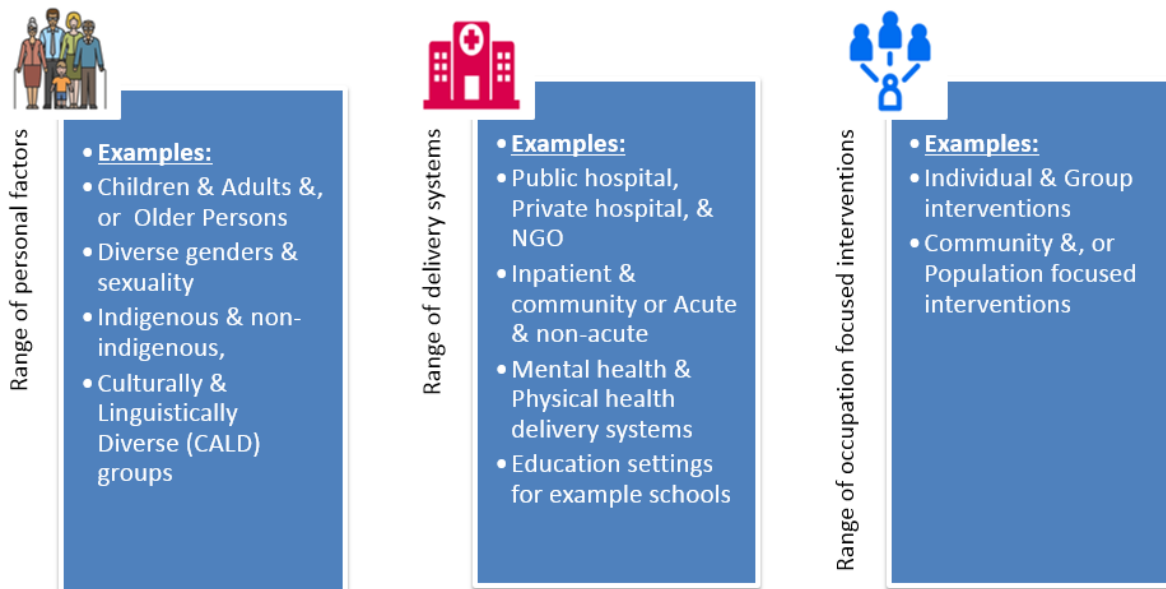 Range of personal factors
• Examples:
• Children & Adults &,
or Older Persons
• Diverse genders &
sexuality
• Indigenous & non-
indigenous,
• Culturally &
Linguistically
Diverse (CALD)
groups
Range of delivery systems
• Examples:
• Public hospital,
Private hospital, &
NGO
• Inpatient &
community or Acute
& non-acute
• Mental health &
Physical health
delivery systems
• Education settings
for example schools
Range of occupation focused interventions
• Examples:
• Individual & Group
interventions
• Community &, or
Population focused
interventions